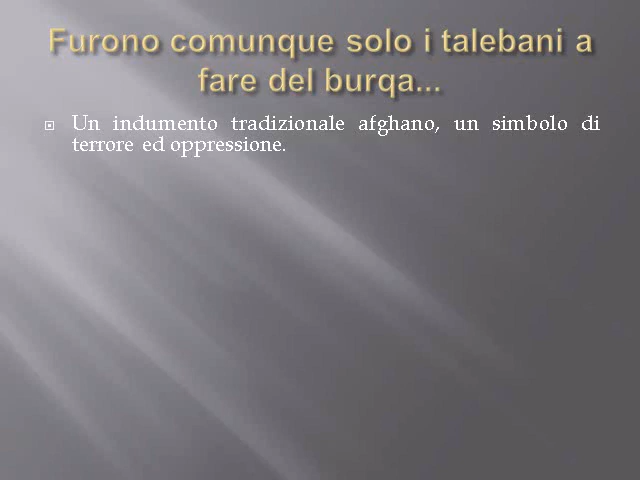 Furono comunque solo i talebani a
fare del burqa...
Un indumento tradizionale afghano, un simbolo di
terrore ed oppressione.